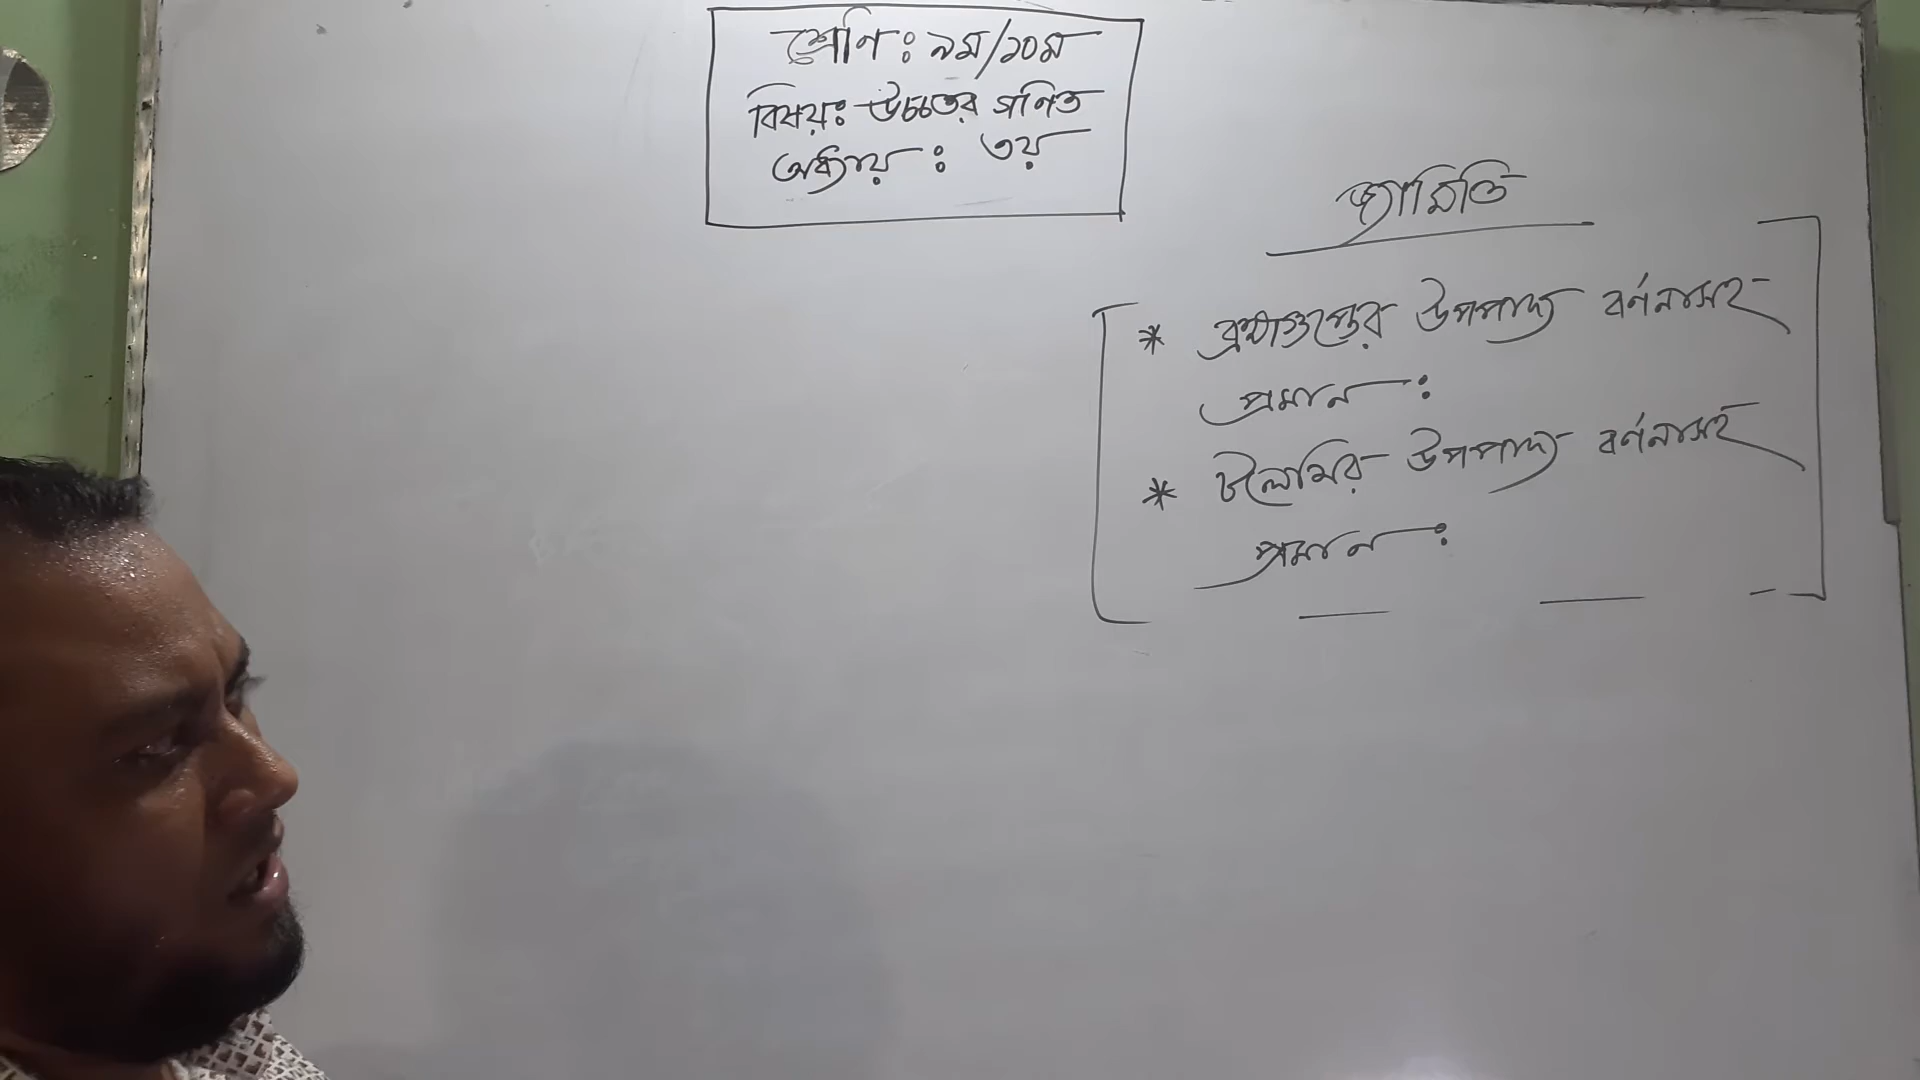 শ্রেণি: ৯ম/১০ম
বিষয়: উচ্চতর গনিত
অধ্যায়: ৩য়
জ্যামিতি
* ব্রহ্মগুপ্তের উপপাদ্য বর্ণনাসহ
প্রমান:
* টলেমির উপপাদ্য বর্ণনাসহ
প্রমান: